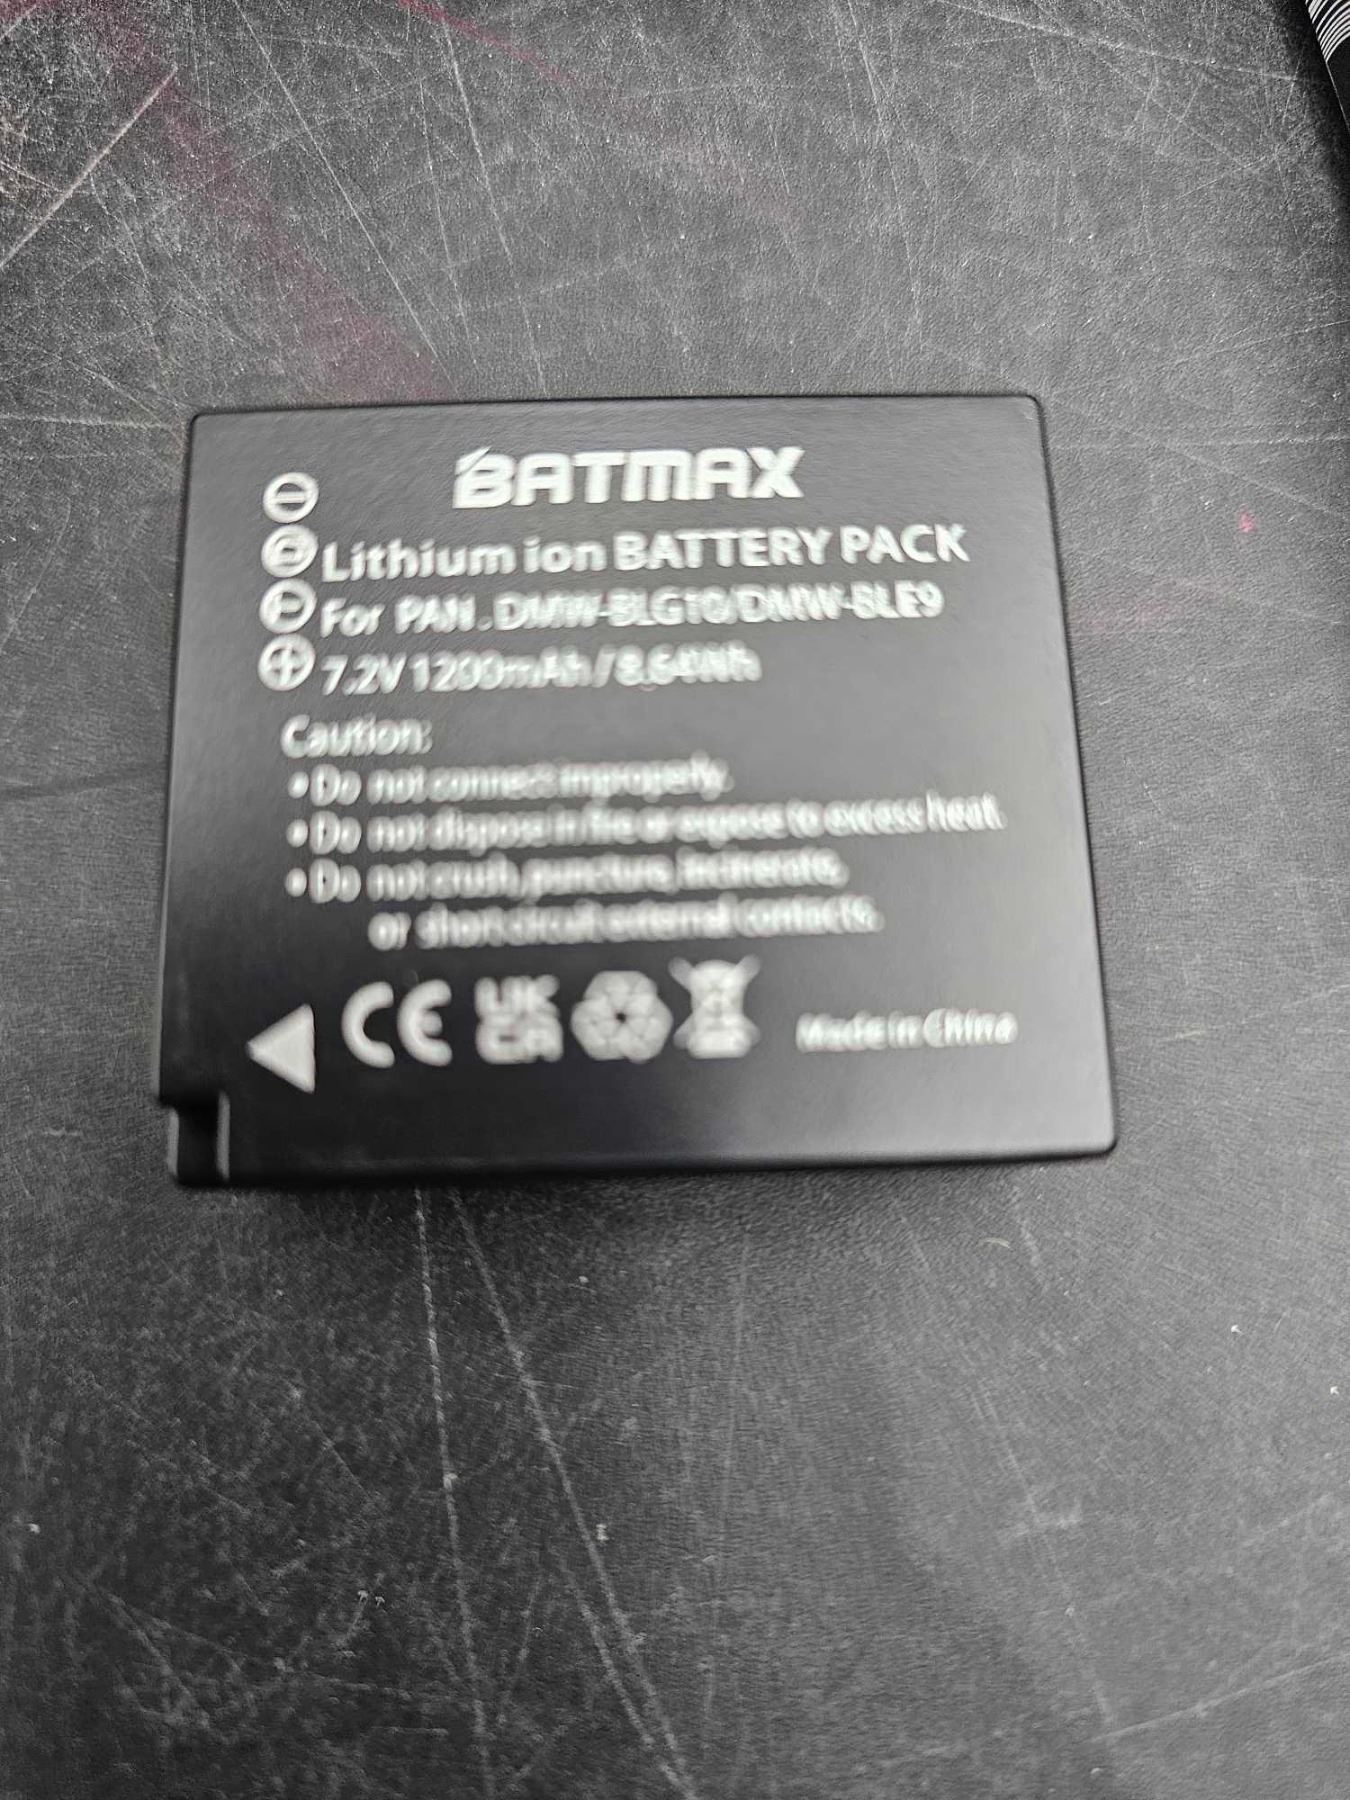 BATMAX
Lithium ion BATTERY PACK
For PAN. DMW-BLG10/DMW-BLE9
7.2V 1200mAh / 8.64Wh
Caution:
• Do not connect improperly.
• Do not dispose in fire or expose to excess heat.
• Do not crush, puncture, incinerate,
or short circuit external contacts.
CE UK CA Made in China